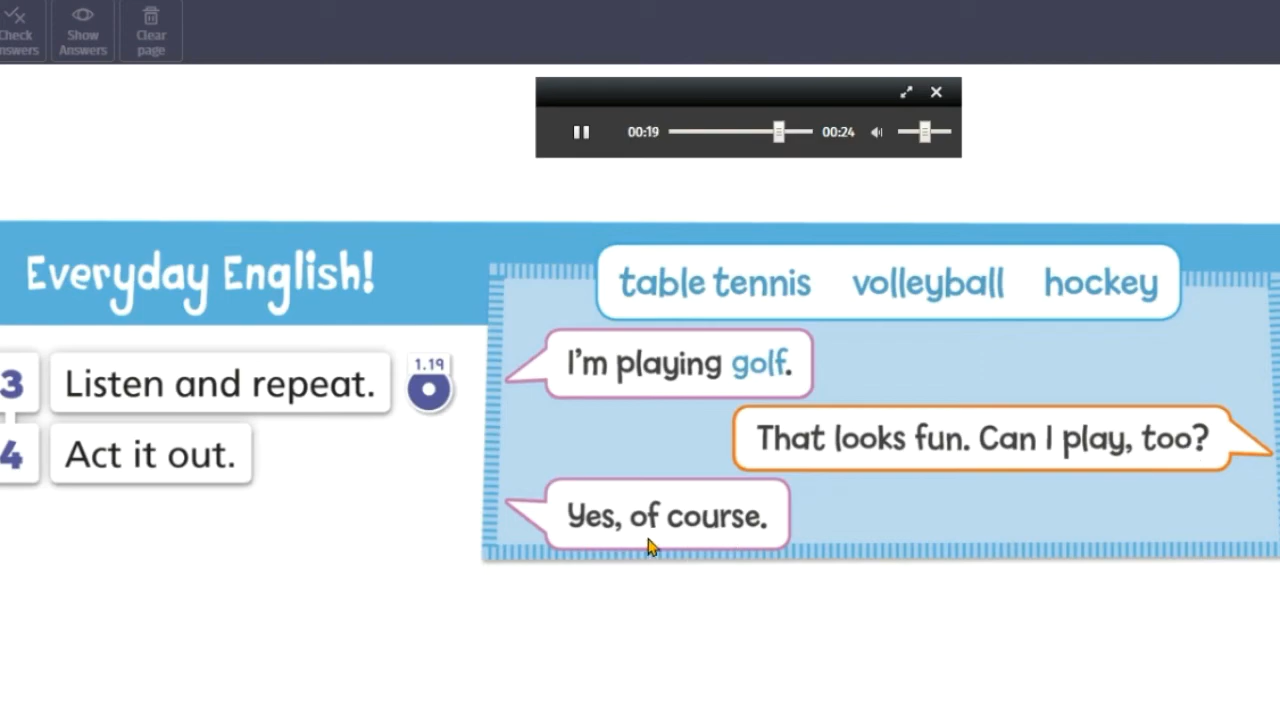 Check
Answers
Show
Answers
Clear
page
00:19
00:24
Everyday English!
table tennis volleyball hockey
I'm playing golf.
3 Listen and repeat. 1.19
That looks fun. Can I play, too?
4 Act it out.
Yes, of course.